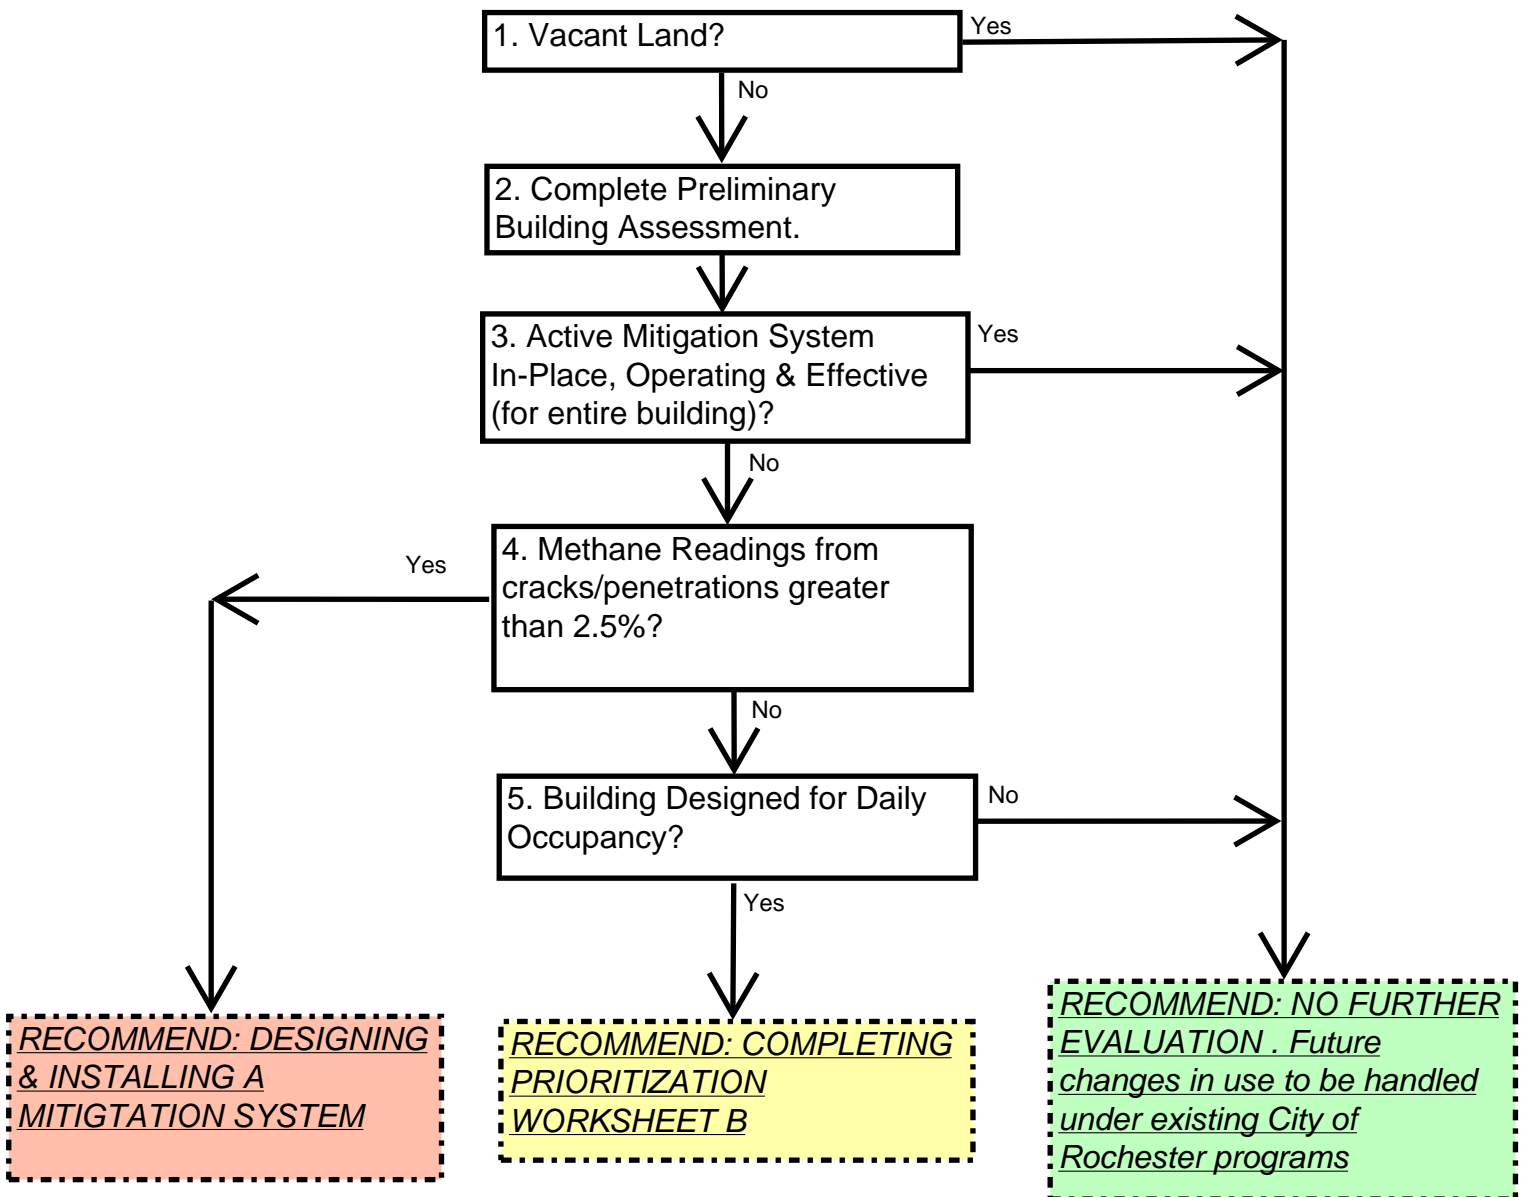 1. Vacant Land?
Yes
No
2. Complete Preliminary
Building Assessment.
3. Active Mitigation System
In-Place, Operating & Effective
(for entire building)?
Yes
No
4. Methane Readings from
cracks/penetrations greater
than 2.5%?
Yes
No
5. Building Designed for Daily
Occupancy?
No
Yes
RECOMMEND: DESIGNING
& INSTALLING A
MITIGTATION SYSTEM
RECOMMEND: COMPLETING
PRIORITIZATION
WORKSHEET B
RECOMMEND: NO FURTHER
EVALUATION . Future
changes in use to be handled
under existing City of
Rochester programs